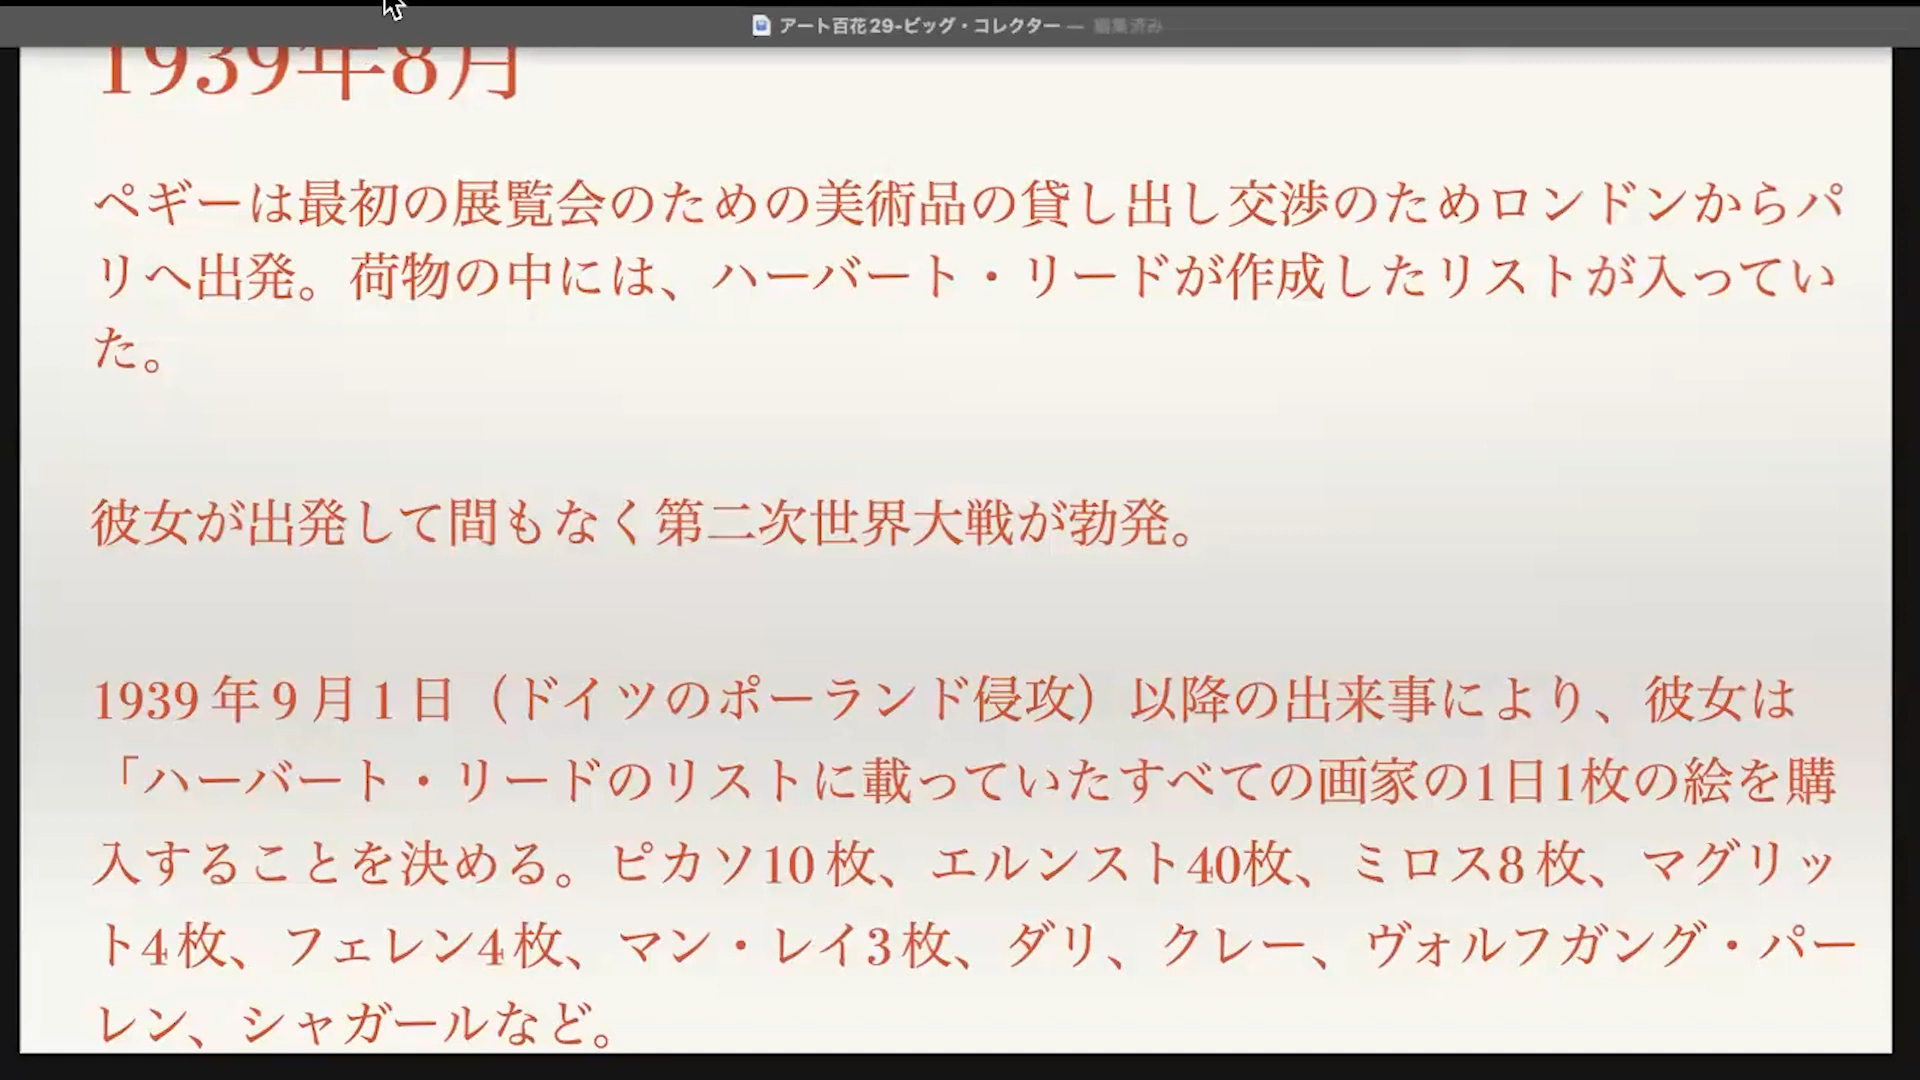 アート百花29-ビッグ・コレクター — 編集済み
1939年8月
ペギーは最初の展覧会のための美術品の貸し出し交渉のためロンドンからパ
リへ出発。荷物の中には、ハーバート・リードが作成したリストが入ってい
た。
彼女が出発して間もなく第二次世界大戦が勃発。
1939年9月1日（ドイツのポーランド侵攻）以降の出来事により、彼女は
「ハーバート・リードのリストに載っていたすべての画家の1日1枚の絵を購
入することを決める。ピカソ10枚、エルンスト40枚、ミロス8枚、マグリッ
ト4枚、フェレン4枚、マン・レイ3枚、ダリ、クレー、ヴォルフガング・パー
レン、シャガールなど。